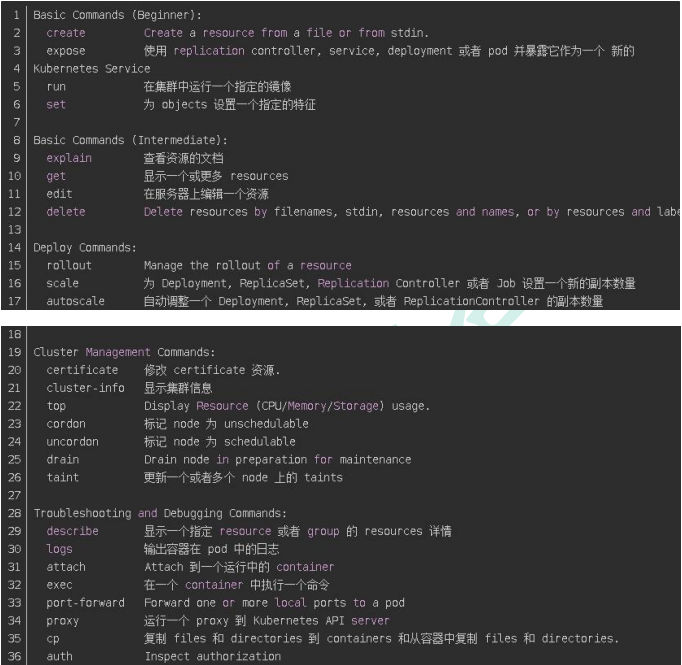 1 Basic Commands (Beginner):
2 create Create a resource from a file or from stdin.
3 expose 使用 replication controller, service, deployment 或者 pod 并暴露它作为一个 新的
4 Kubernetes Service
5 run 在集群中运行一个指定的镜像
6 set 为 objects 设置一个指定的特征
7
8 Basic Commands (Intermediate):
9 explain 查看资源的文档
10 get 显示一个或更多 resources
11 edit 在服务器上编辑一个资源
12 delete Delete resources by filenames, stdin, resources and names, or by resources and labe
13
14 Deploy Commands:
15 rollout Manage the rollout of a resource
16 scale 为 Deployment, ReplicaSet, Replication Controller 或者 Job 设置一个新的副本数量
17 autoscale 自动调整一个 Deployment, ReplicaSet, 或者 ReplicationController 的副本数量
18
19 Cluster Management Commands:
20 certificate 修改 certificate 资源.
21 cluster-info 显示集群信息
22 top Display Resource (CPU/Memory/Storage) usage.
23 cordon 标记 node 为 unschedulable
24 uncordon 标记 node 为 schedulable
25 drain Drain node in preparation for maintenance
26 taint 更新一个或者多个 node 上的 taints
27
28 Troubleshooting and Debugging Commands:
29 describe 显示一个指定 resource 或者 group 的 resources 详情
30 logs 输出容器在 pod 中的日志
31 attach Attach 到一个运行中的 container
32 exec 在一个 container 中执行一个命令
33 port-forward Forward one or more local ports to a pod
34 proxy 运行一个 proxy 到 Kubernetes API server
35 cp 复制 files 和 directories 到 containers 和从容器中复制 files 和 directories.
36 auth Inspect authorization